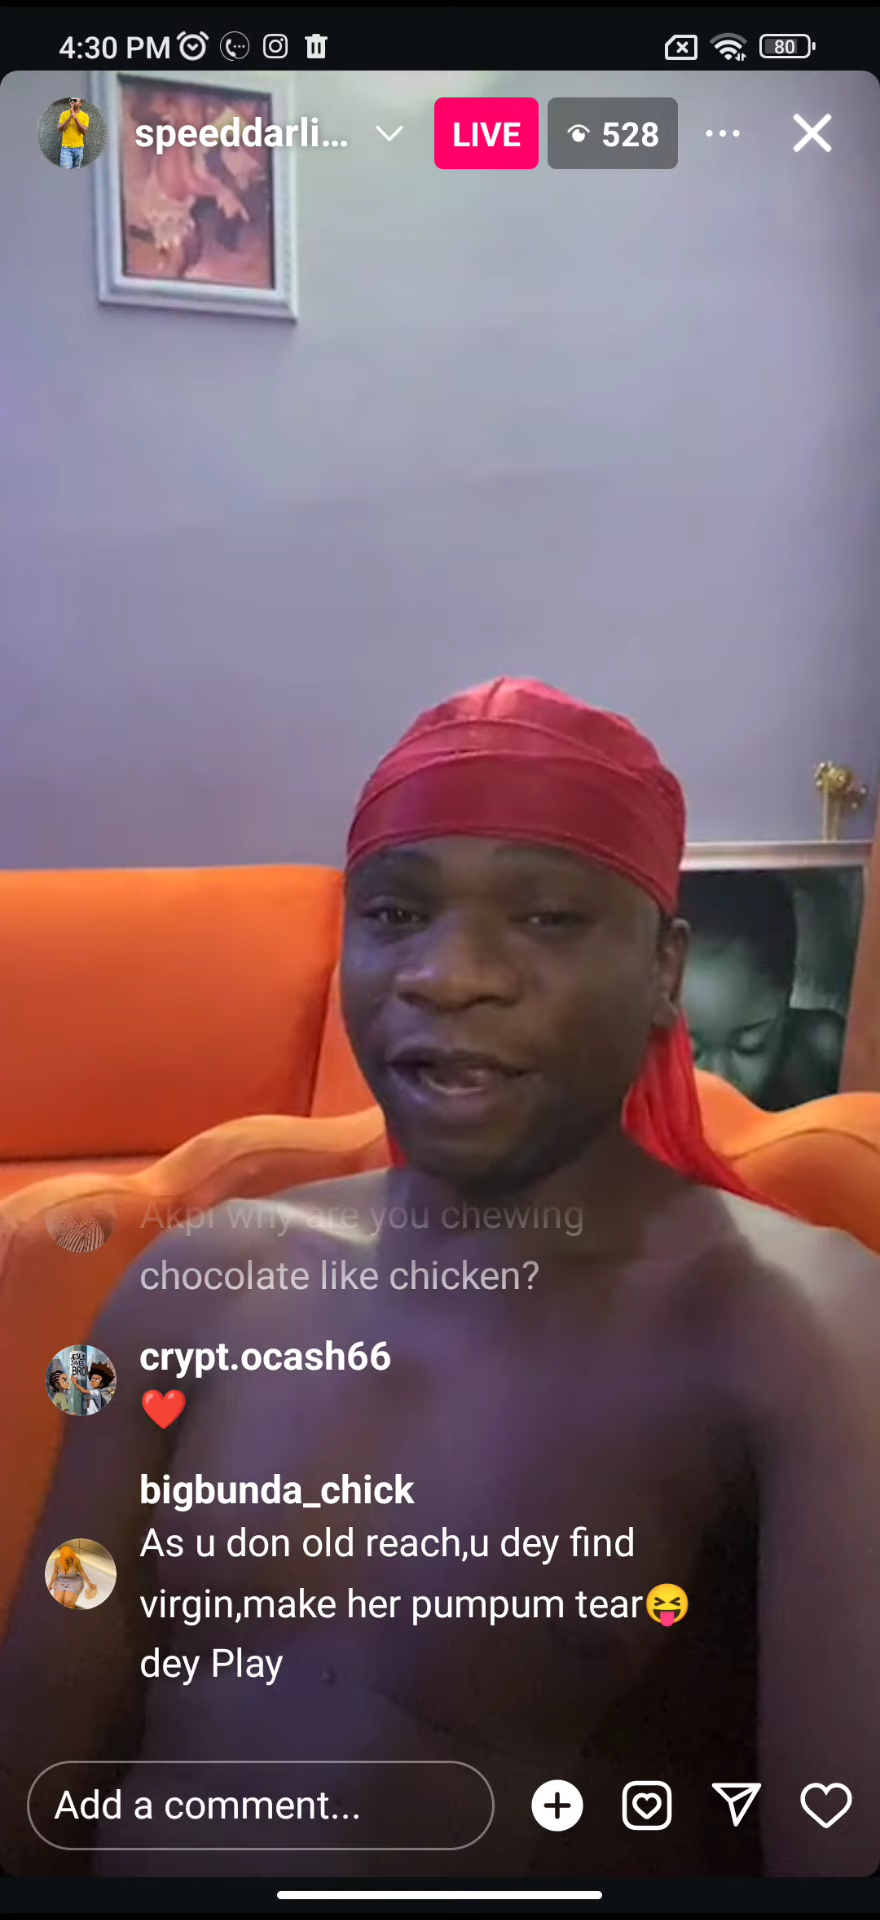 4:30 PM
80
speeddarli...
LIVE
528
Akpi why are you chewing
chocolate like chicken?
crypt.ocash66
❤️
bigbunda_chick
As u don old reach,u dey find
virgin,make her pumpum tear😝
dey Play
Add a comment...